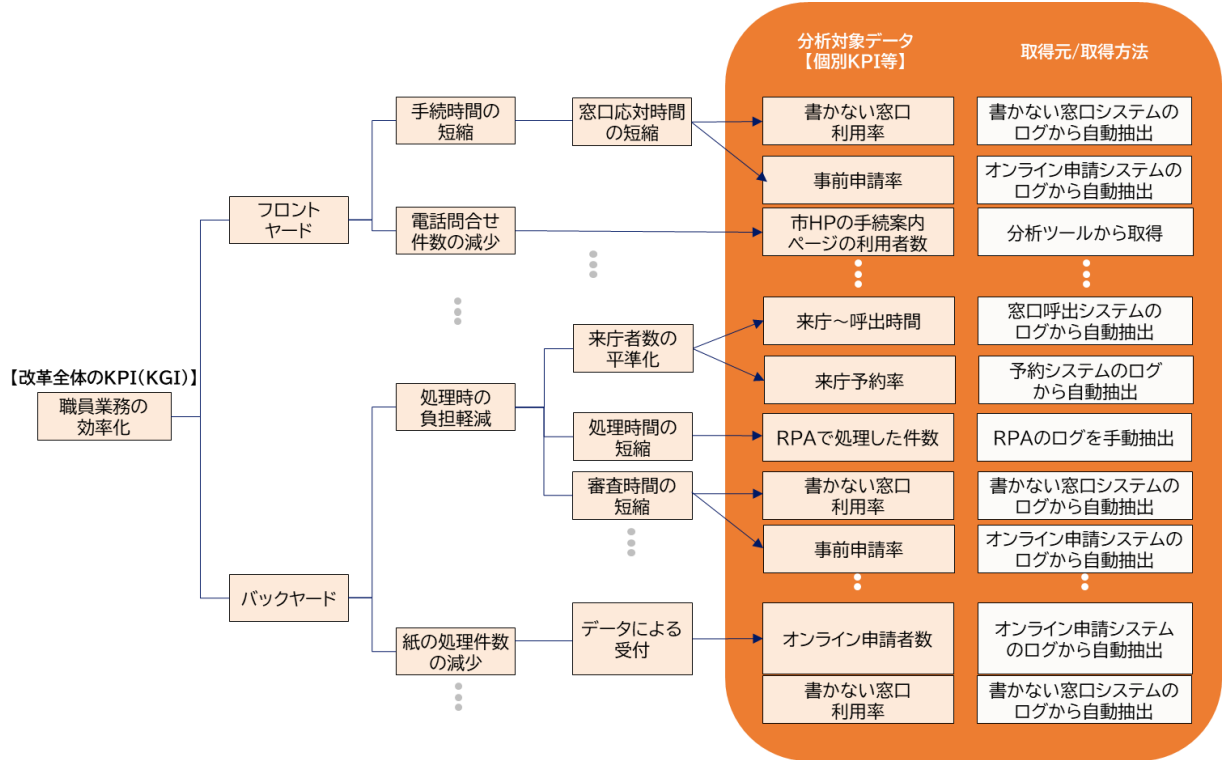 分析対象データ
【個別KPI等】
取得元/取得方法
【改革全体のKPI(KGI)】
職員業務の
効率化
フロント
ヤード
手続時間の
短縮
窓口応対時間
の短縮
書かない窓口
利用率
書かない窓口システムの
ログから自動抽出
事前申請率
オンライン申請システムの
ログから自動抽出
電話問合せ
件数の減少
市HPの手続案内
ページの利用者数
分析ツールから取得
バックヤード
処理時の
負担軽減
来庁者数の
平準化
来庁～呼出時間
窓口呼出システムの
ログから自動抽出
来庁予約率
予約システムのログ
から自動抽出
処理時間の
短縮
RPAで処理した件数
RPAのログを手動抽出
審査時間の
短縮
書かない窓口
利用率
書かない窓口システムの
ログから自動抽出
事前申請率
オンライン申請システムの
ログから自動抽出
紙の処理件数
の減少
データによる
受付
オンライン申請者数
オンライン申請システム
のログから自動抽出
書かない窓口
利用率
書かない窓口システムの
ログから自動抽出